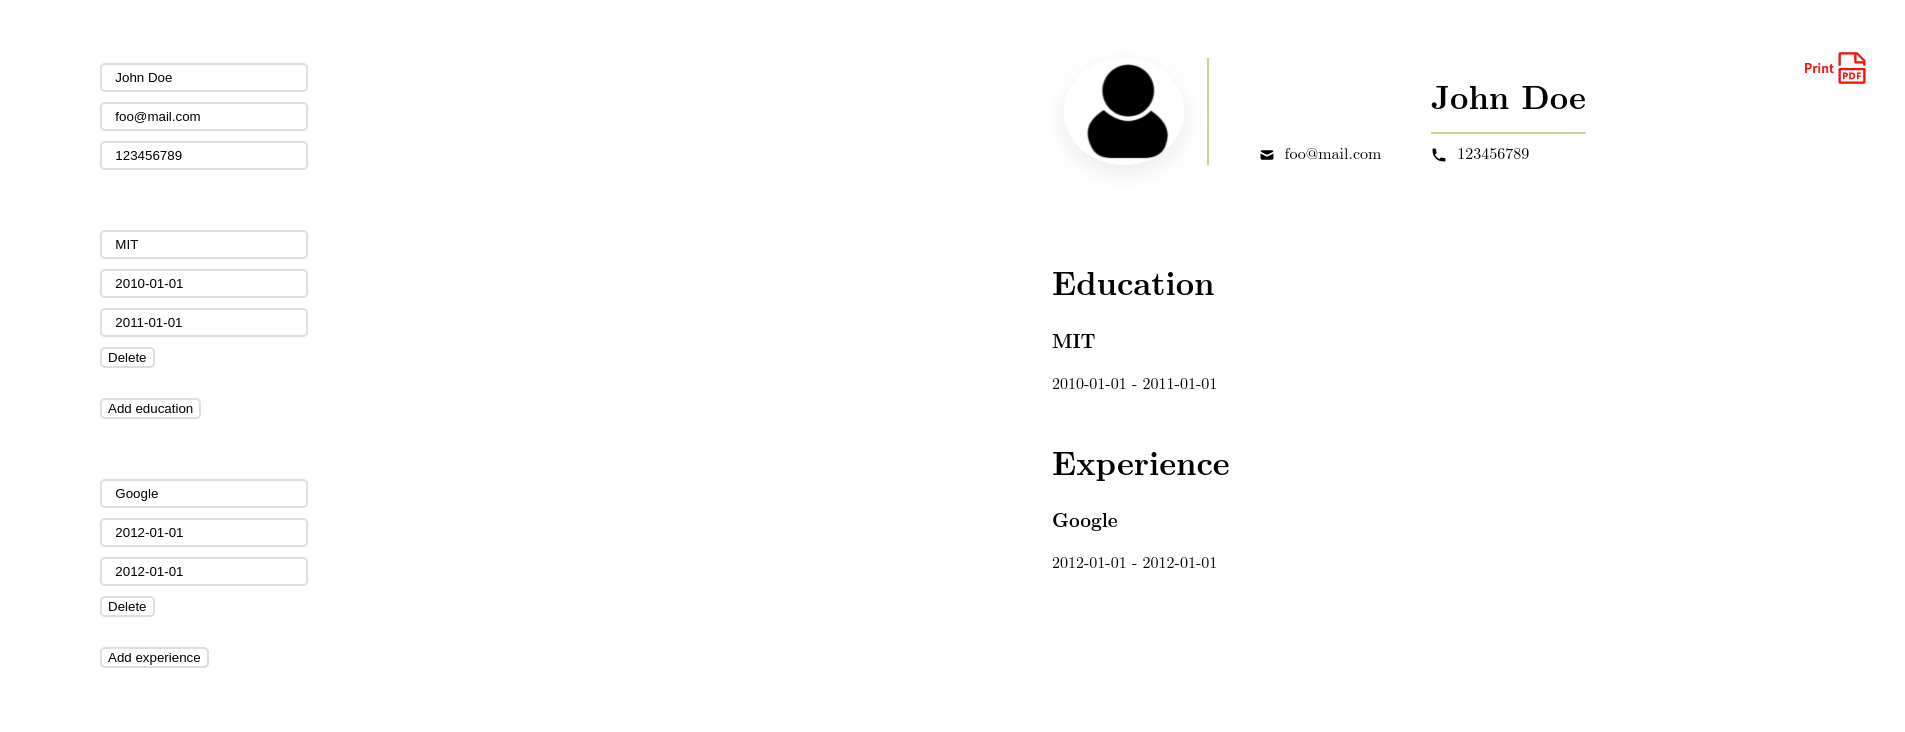 John Doe
foo@mail.com
123456789
MIT
2010-01-01
2011-01-01
Delete
Add education
Google
2012-01-01
2012-01-01
Delete
Add experience
Print PDF
John Doe
foo@mail.com 123456789
Education
MIT
2010-01-01 - 2011-01-01
Experience
Google
2012-01-01 - 2012-01-01